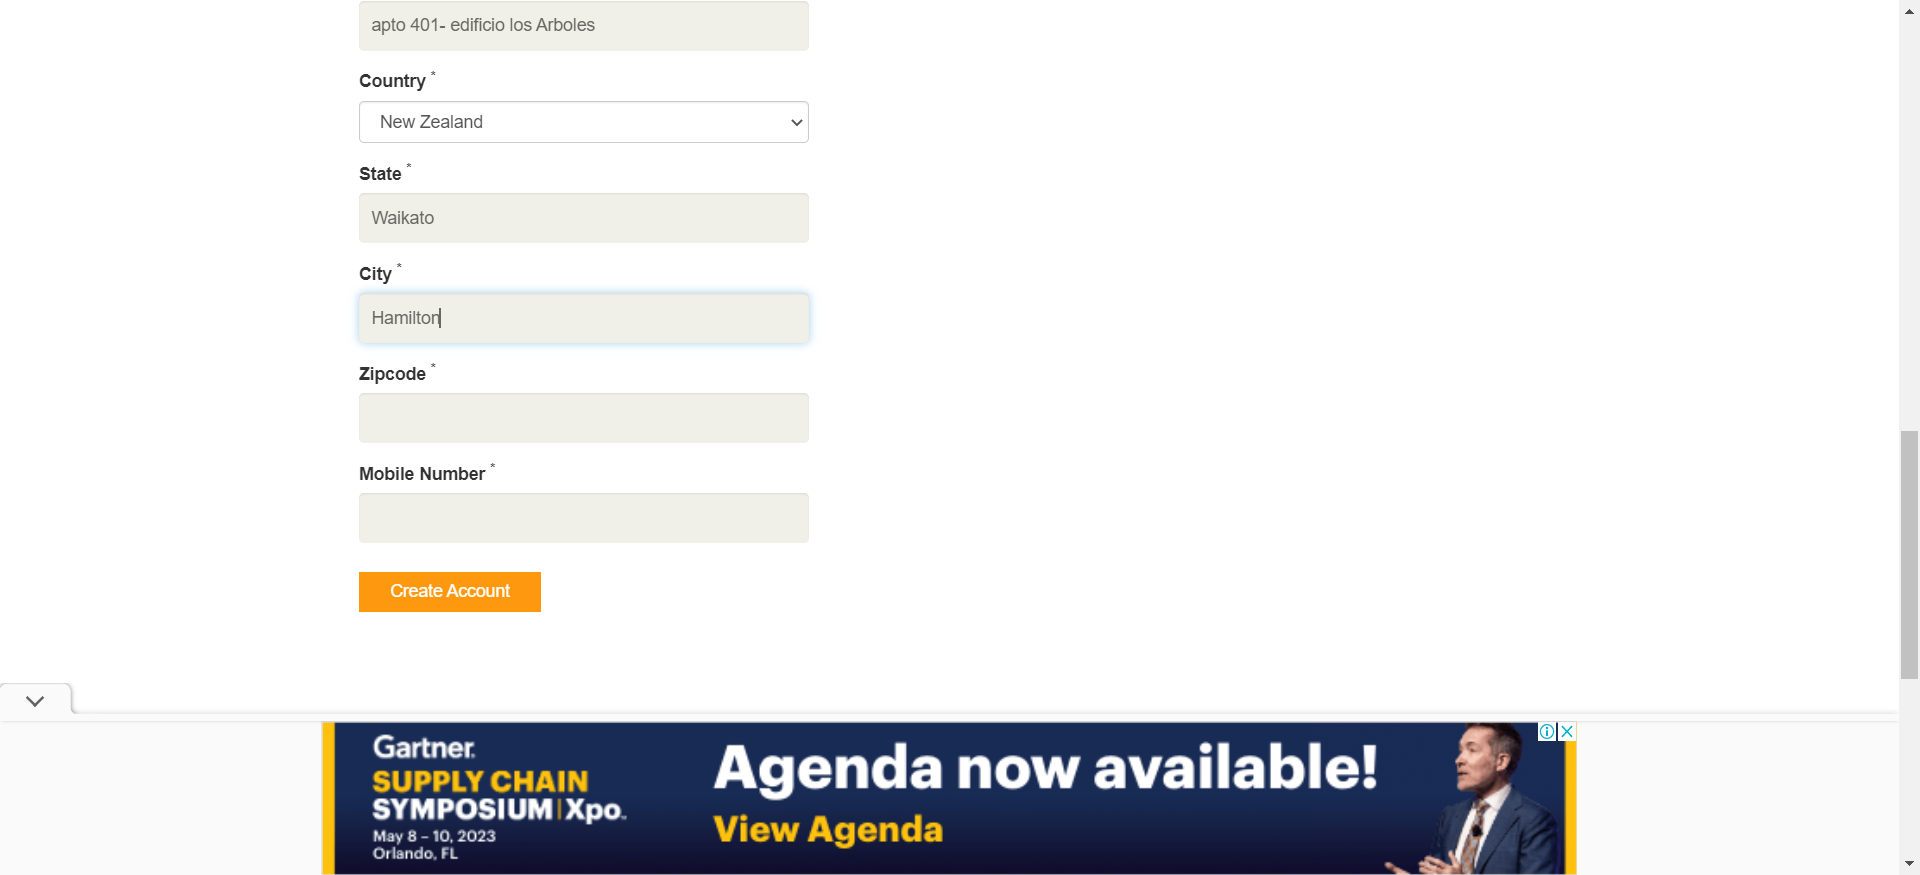 apto 401- edificio los Arboles
Country *
New Zealand
State *
Waikato
City *
Hamilton
Zipcode *
Mobile Number *
Create Account
Gartner.
SUPPLY CHAIN
SYMPOSIUM | Xpo™
May 8 – 10, 2023
Orlando, FL
Agenda now available!
View Agenda